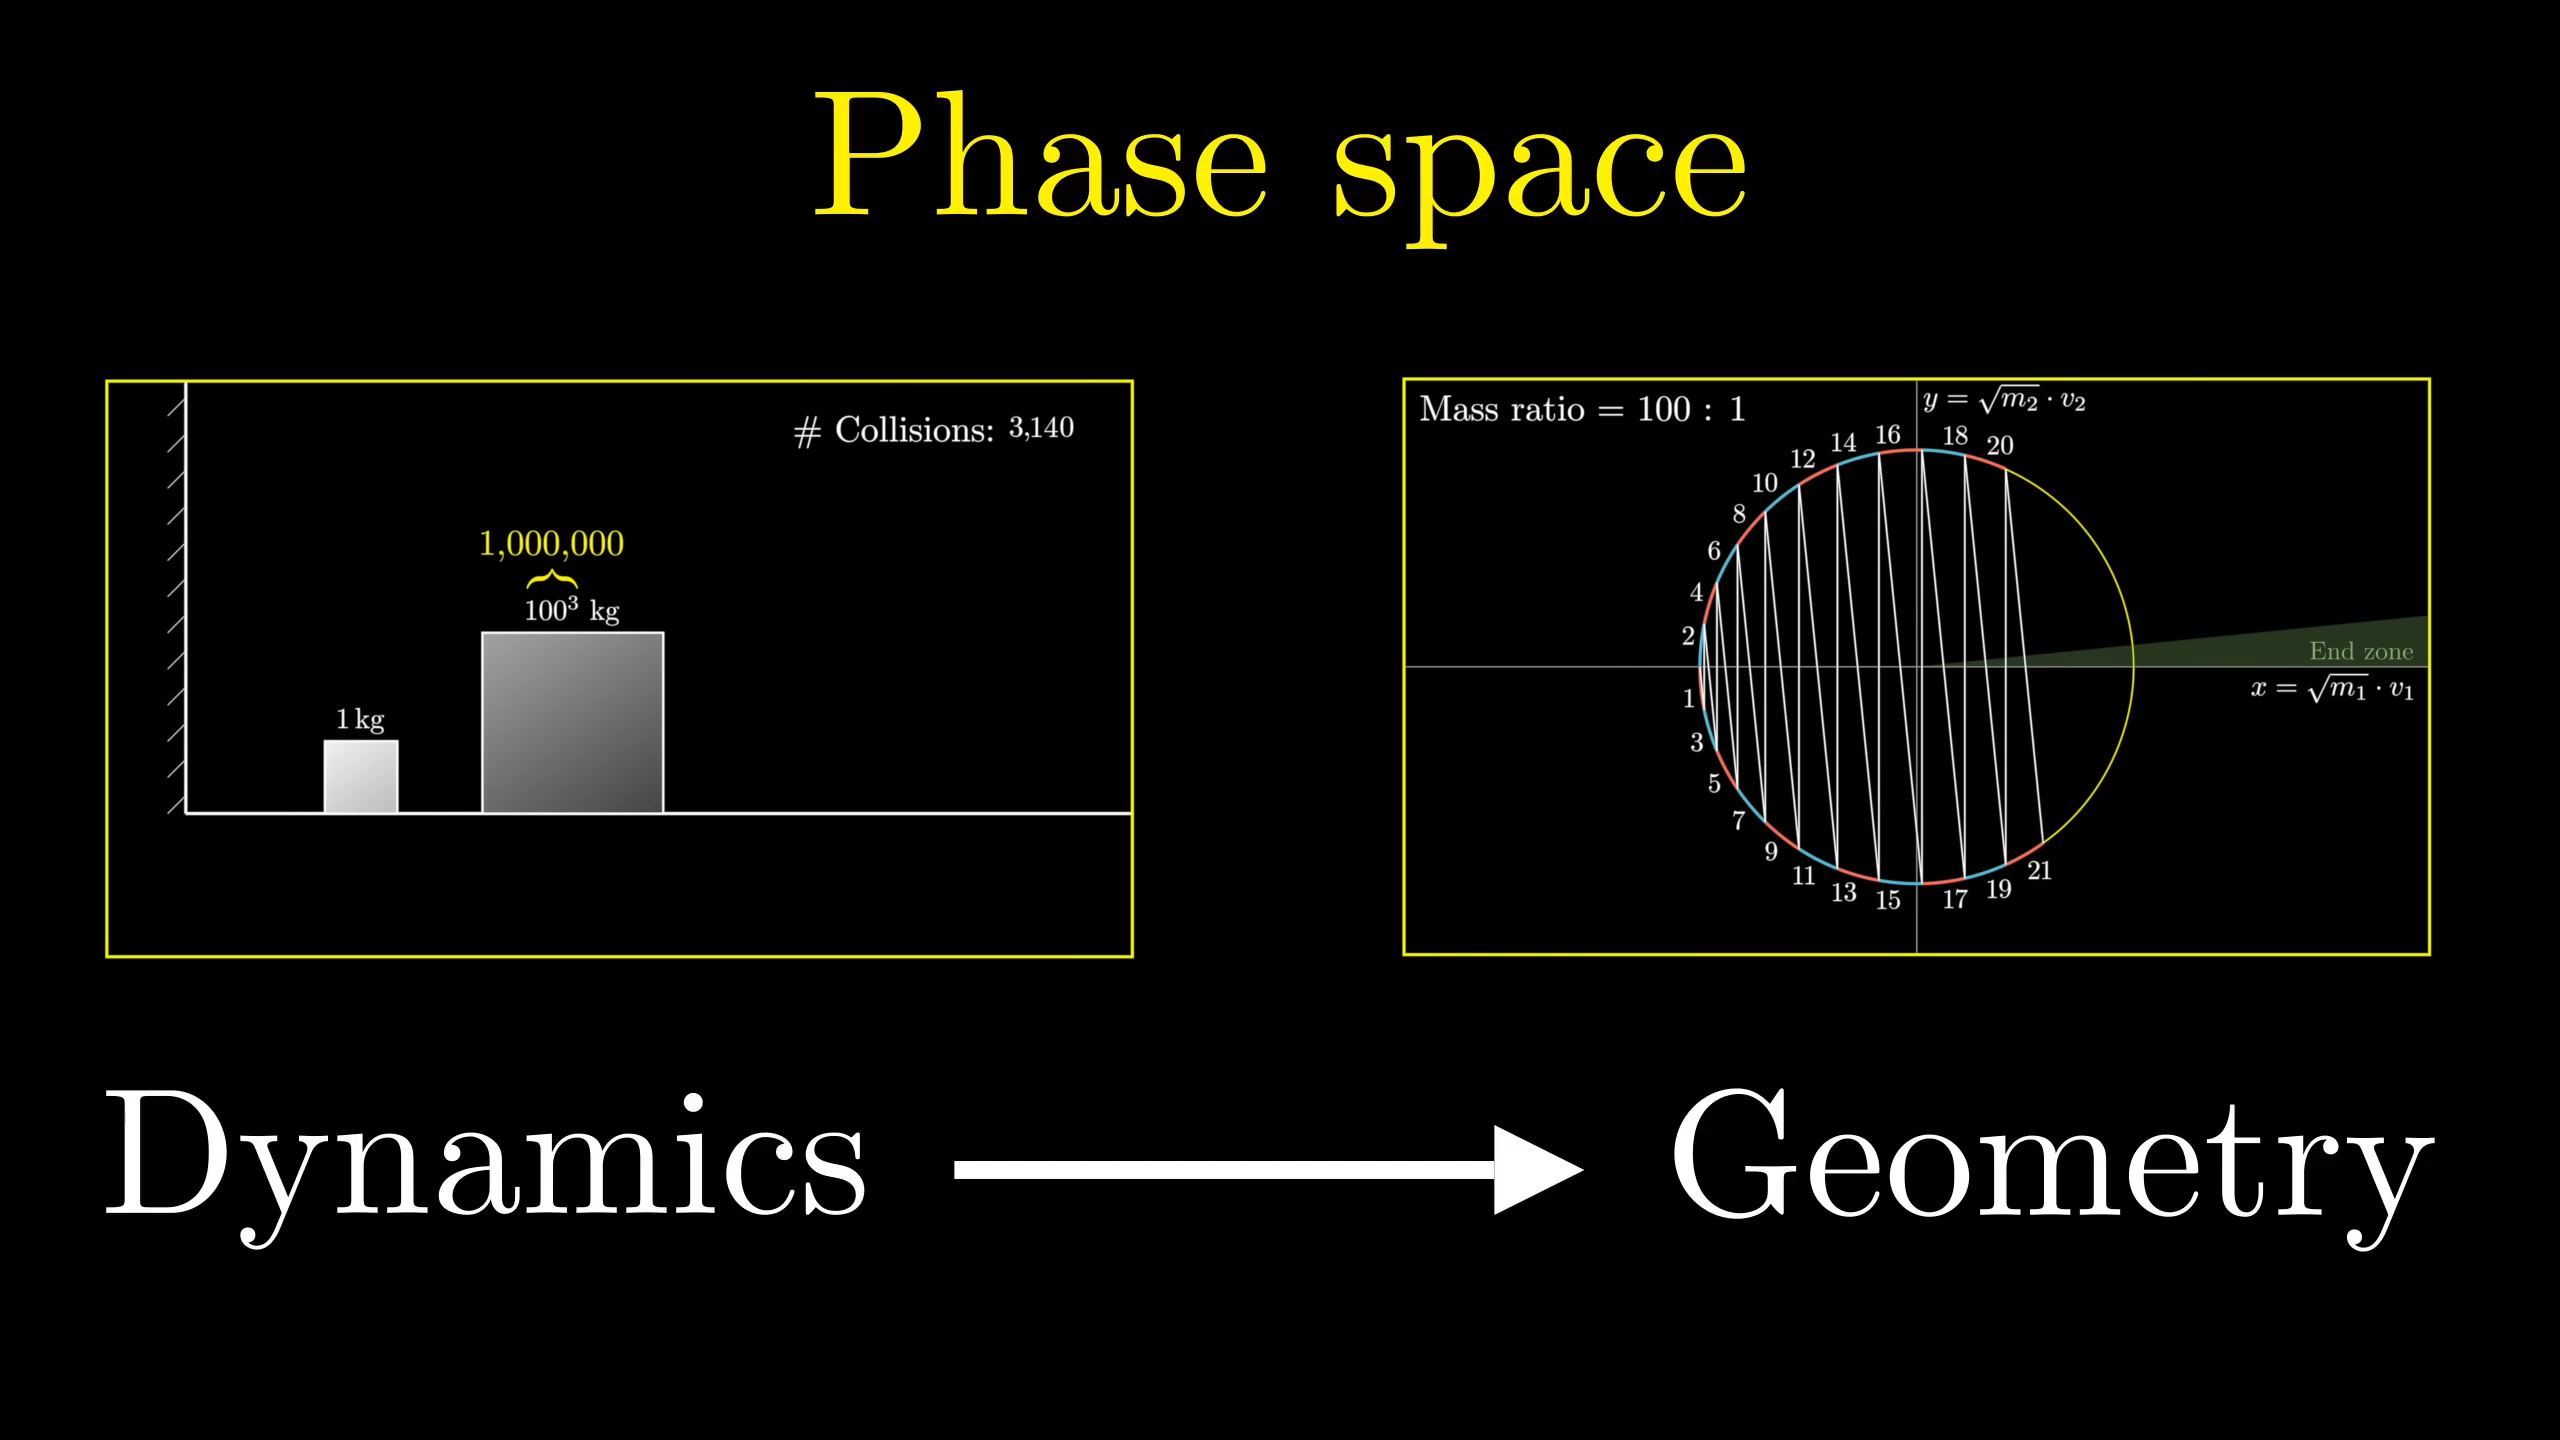 Phase space
# Collisions: 3,140
1,000,000
100³ kg
1 kg
Mass ratio = 100 : 1
y = √m₂ · v₂
16
18
14
20
12
10
8
6
4
2
1
3
5
7
9
11
13
15
17
19
21
End zone
x = √m₁ · v₁
Dynamics
Geometry